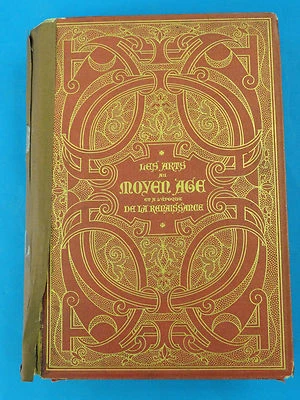 LES ARTS
AU
MOYEN AGE
ET A L'EPOQUE
DE LA RENAISSANCE